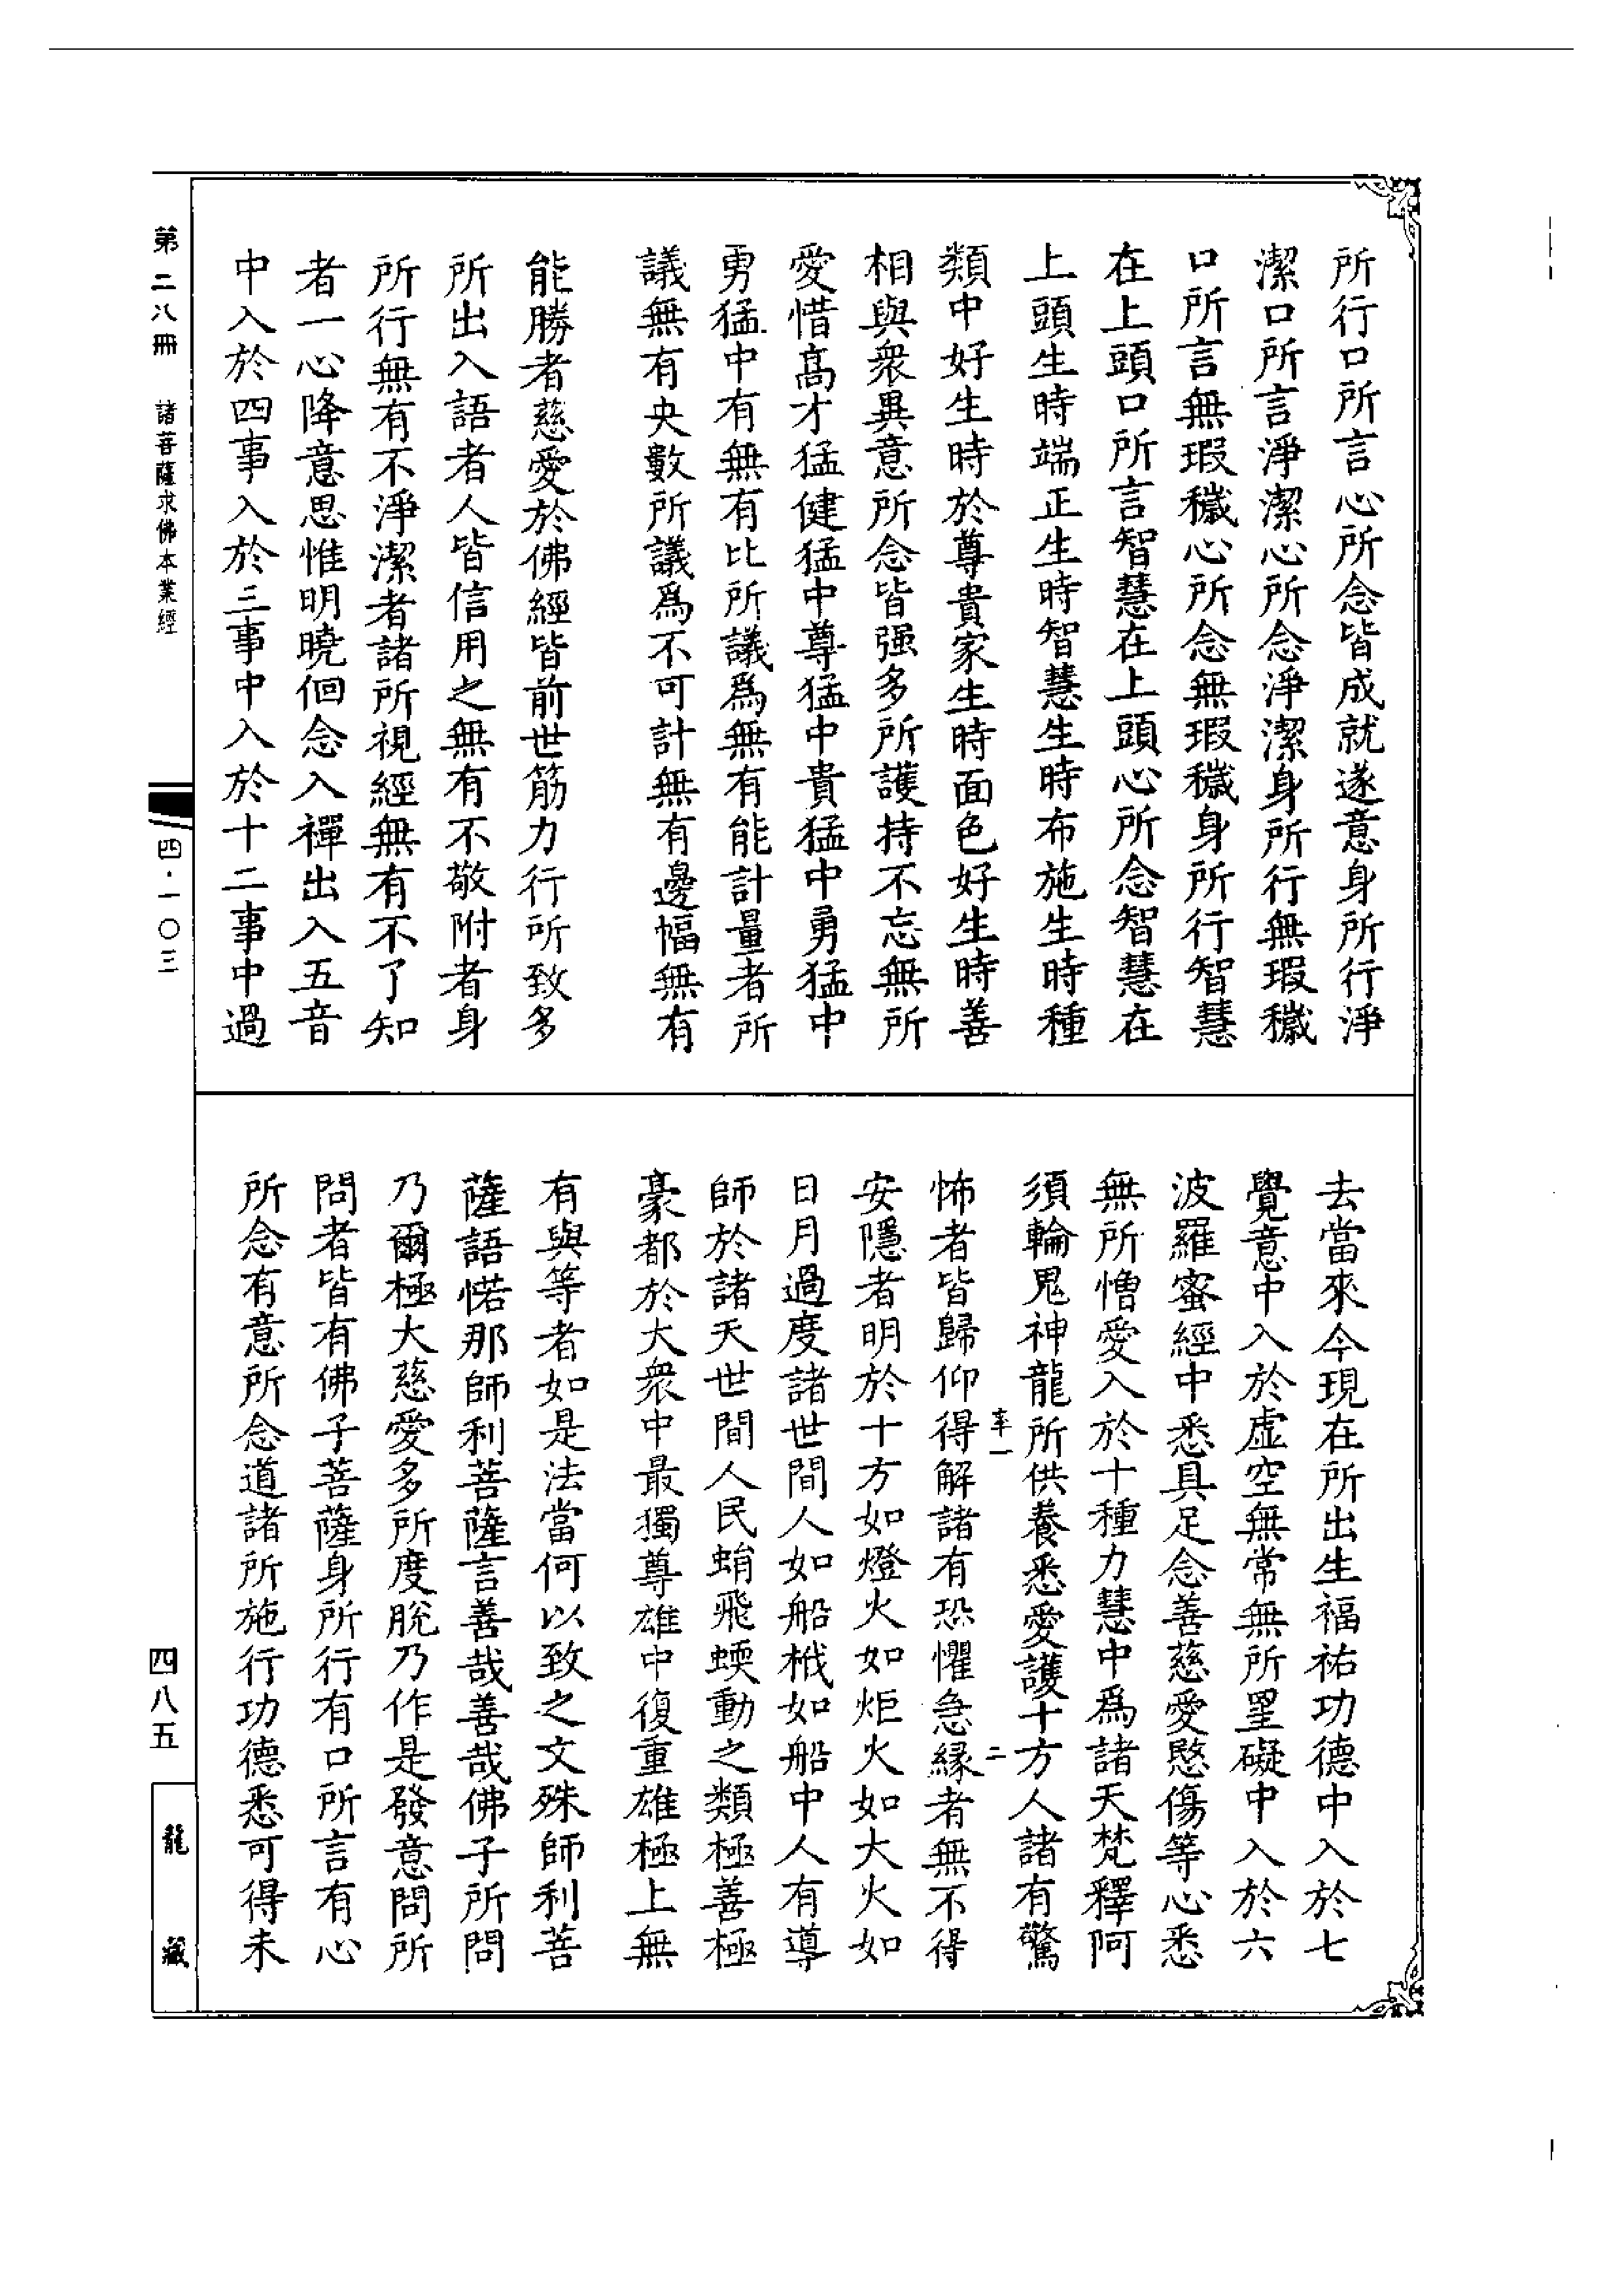 所行口所言心所念皆成就遂意身所行淨
潔口所言淨潔心所念淨潔身所行無瑕穢
口所言無瑕穢心所念無瑕穢身所行智慧
在上頭口所言智慧在上頭心所念智慧在
上頭生時端正生時智慧生時布施生時種
類中好生時於尊貴家生時面色好生時善
相與衆異意所念皆强多所護持不忘無所
愛惜高才猛健猛中尊猛中貴猛中勇猛中
勇猛中有無有比所議爲無有能計量者所
議無有央數所議爲不可計無有邊幅無有
能勝者慈愛於佛經皆前世筋力行所致多
所出入語者人皆信用之無有不敬附者身
所行無有不淨潔者諸所視經無有不了知
者一心降意思惟明曉佪念入禪出入五音
中入於四事入於三事中入於十二事中過
去當來今現在所出生福祐功德中入於七
覺意中入於虛空無常無所罣礙中入於六
波羅蜜經中悉具足念善慈愛愍傷等心悉
無所憎愛入於十種力慧中爲諸天梵釋阿
須輪鬼神龍所供養悉愛護十方人諸有驚
怖者皆歸仰得解諸有恐懼急緣者無不得
安隱者明於十方如燈火如炬火如大火如
日月過度諸世間人如船栰如船中人有導
師於諸天世間人民蜎飛蝡動之類極善極
豪都於大衆中最獨尊雄中復重雄極上無
有與等者如是法當何以致之文殊師利菩
薩語惹那師利菩薩言善哉善哉佛子所問
乃爾極大慈愛多所度脫乃作是發意問所
問者皆有佛子菩薩身所行有口所言有心
所念有意所念道諸所施行功德悉可得未
率一
二
第二八冊 諸菩薩求佛本業經
四·一〇三
四八五
龍藏